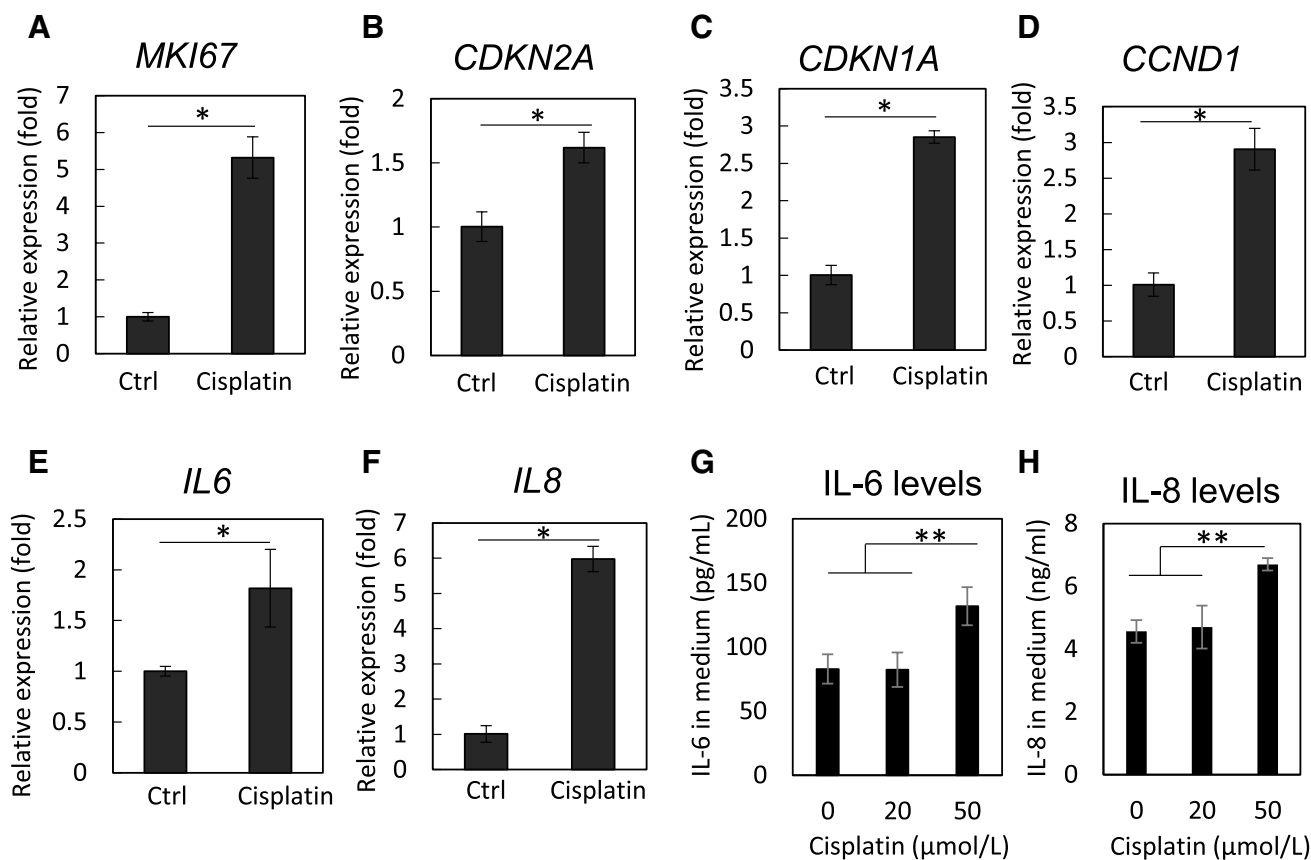 A
MKI67
Relative expression (fold)
7
6
5
4
3
2
1
0
*
Ctrl Cisplatin
B
CDKN2A
Relative expression (fold)
2
1.5
1
0.5
0
*
Ctrl Cisplatin
C
CDKN1A
Relative expression (fold)
3.5
3
2.5
2
1.5
1
0.5
0
*
Ctrl Cisplatin
D
CCND1
Relative expression (fold)
3.5
3
2.5
2
1.5
1
0.5
0
*
Ctrl Cisplatin
E
IL6
Relative expression (fold)
2.5
2
1.5
1
0.5
0
*
Ctrl Cisplatin
F
IL8
Relative expression (fold)
7
6
5
4
3
2
1
0
*
Ctrl Cisplatin
G
IL-6 levels
IL-6 in medium (pg/mL)
200
150
100
50
0
**
0 20 50
Cisplatin (μmol/L)
H
IL-8 levels
IL-8 in medium (ng/ml)
8
6
4
2
0
**
0 20 50
Cisplatin (μmol/L)